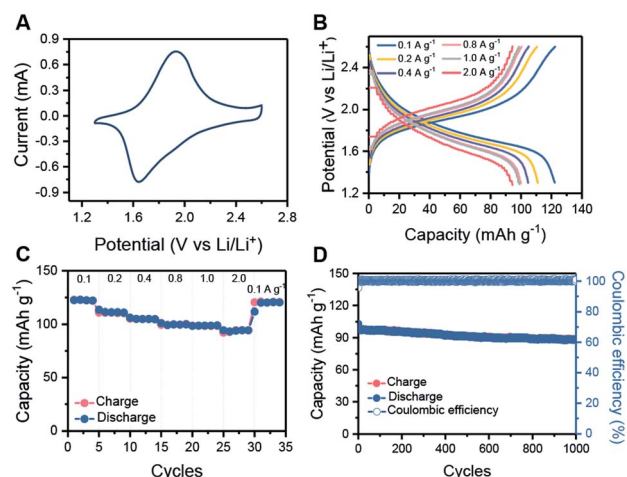 A
0.9
0.6
0.3
0.0
-0.3
-0.6
-0.9
Current (mA)
1.2
1.6
2.0
2.4
2.8
Potential (V vs Li/Li+)
B
0.1 A g-1
0.8 A g-1
0.2 A g-1
1.0 A g-1
0.4 A g-1
2.0 A g-1
2.4
2.0
1.6
1.2
Potential (V vs Li/Li+)
0
20
40
60
80
100
120
140
Capacity (mAh g-1)
C
150
125
100
75
50
25
0
Capacity (mAh g-1)
0.1
0.2
0.4
0.8
1.0
2.0
0.1 A g-1
Charge
Discharge
0
5
10
15
20
25
30
35
Cycles
D
150
120
90
60
30
0
Capacity (mAh g-1)
Charge
Discharge
Coulombic efficiency
100
80
60
40
20
0
Coulombic efficiency (%)
0
200
400
600
800
1000
Cycles